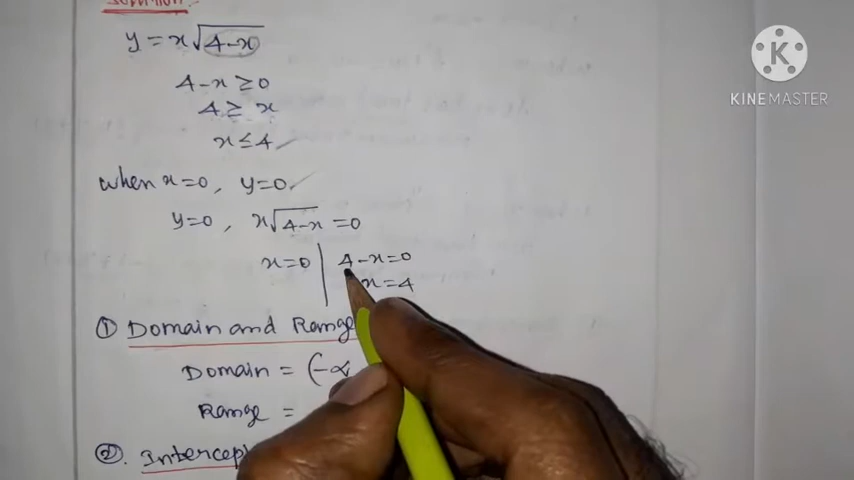 y = x√4-x
4-x ≥ 0
4 ≥ x
x ≤ 4
when x=0, y=0
y=0, x√4-x = 0
x=0 | 4-x=0
x=4
① Domain and Range
Domain = (-∞
Range =
②. Intercep
KINEMASTER